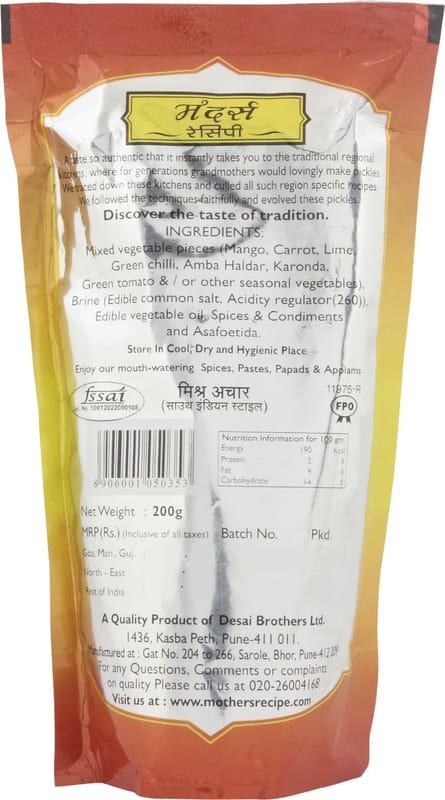 मदर्स
रेसिपी
A taste so authentic that it instantly takes you to the traditional regional
kitchens, where for generations grandmothers would lovingly make pickles.
We traced down these kitchens and culled all such region specific recipes.
We followed the techniques faithfully and evolved these pickles.
Discover the taste of tradition.
INGREDIENTS:
Mixed vegetable pieces (Mango, Carrot, Lime,
Green chilli, Amba Haldar, Karonda,
Green tomato & / or other seasonal vegetables),
Brine (Edible common salt, Acidity regulator(260)),
Edible vegetable oil, Spices & Condiments
and Asafoetida.
Store In Cool, Dry and Hygienic Place
Enjoy our mouth-watering Spices, Pastes, Papads & Applams
fssai
Lic. No. 10012022000105
मिश्र अचार
(साउथ इंडियन स्टाइल)
11975-R
FPO
8906001050353
Nutrition Information for 100 gm.
Energy 190 Kcal
Protein 2 g
Fat 9 g
Carbohydrate 14 g
Net Weight : 200g
MRP(Rs.) (Inclusive of all taxes) Batch No. Pkd.
Goa, Mah., Guj. :
North - East :
Rest of India :
A Quality Product of Desai Brothers Ltd.
1436, Kasba Peth, Pune-411 011.
Manufactured at : Gat No. 204 to 266, Sarole, Bhor, Pune-412 209
For any Questions, Comments or complaints
on quality Please call us at 020-26004168
Visit us at : www.mothersrecipe.com